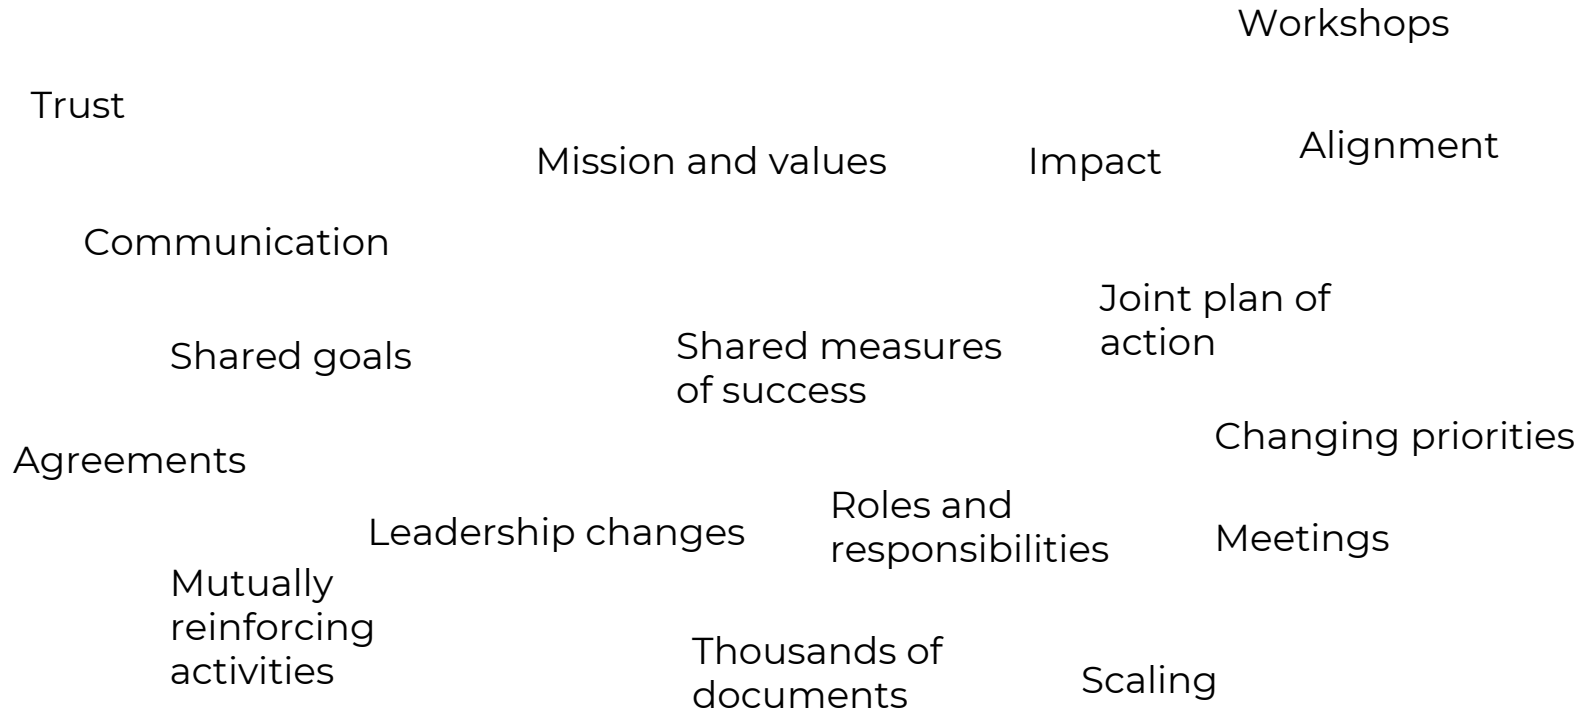 Workshops
Trust
Mission and values
Impact
Alignment
Communication
Joint plan of
action
Shared goals
Shared measures
of success
Changing priorities
Agreements
Leadership changes
Roles and
responsibilities
Meetings
Mutually
reinforcing
activities
Thousands of
documents
Scaling